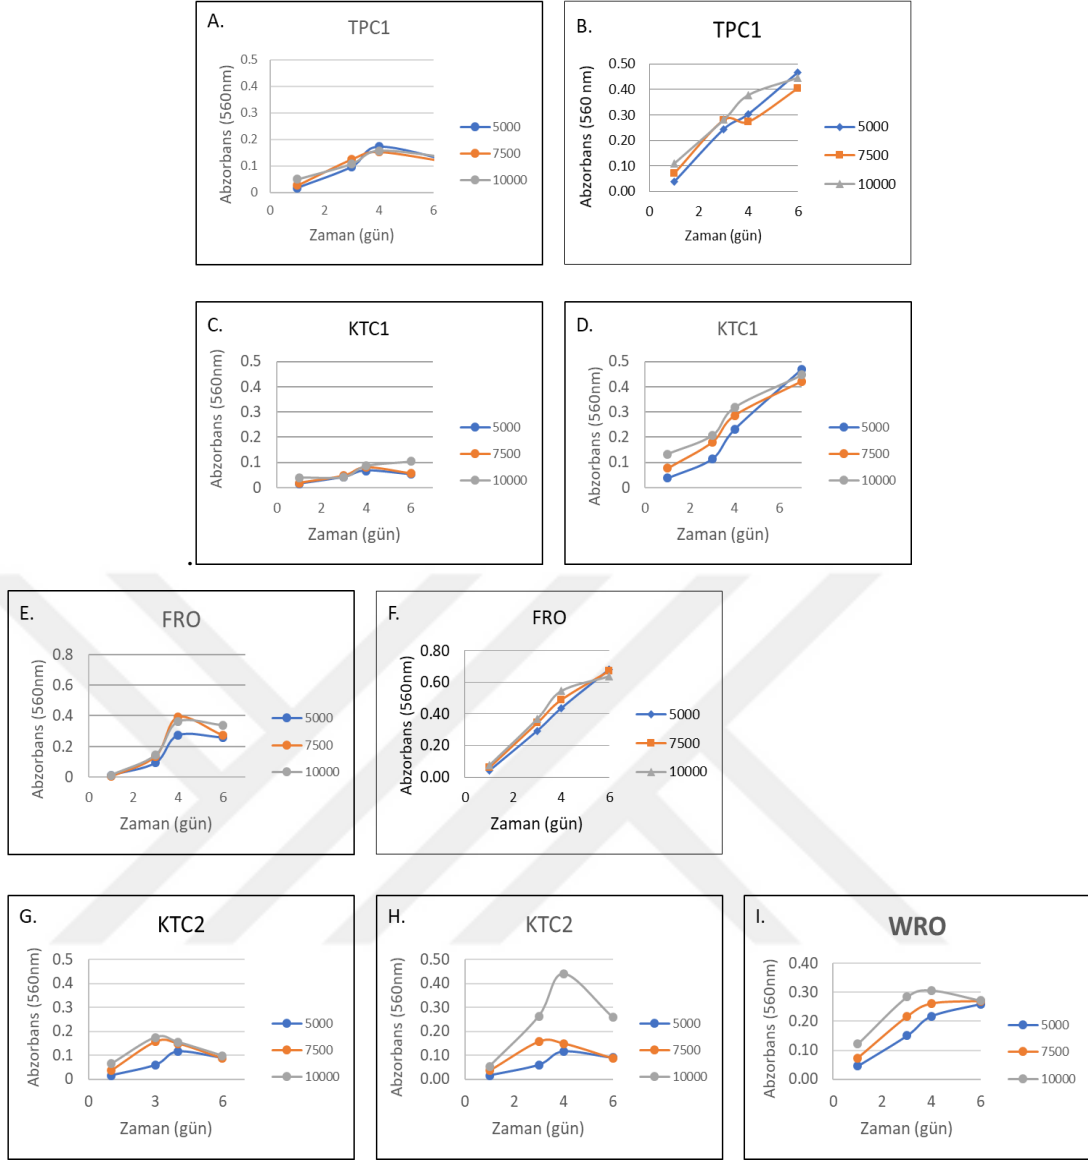 A.
TPC1
Abzorbans (560nm)
0.5
0.4
0.3
0.2
0.1
0
0 2 4 6
Zaman (gün)
5000
7500
10000
B.
TPC1
Abzorbans (560 nm)
0.50
0.40
0.30
0.20
0.10
0.00
0 2 4 6
Zaman (gün)
5000
7500
10000
C.
KTC1
Abzorbans (560nm)
0.5
0.4
0.3
0.2
0.1
0
0 2 4 6
Zaman (gün)
5000
7500
10000
D.
KTC1
Abzorbans (560nm)
0.5
0.4
0.3
0.2
0.1
0
0 2 4 6
Zaman (gün)
5000
7500
10000
.
E.
FRO
Abzorbans (560nm)
0.8
0.6
0.4
0.2
0
0 2 4 6
Zaman (gün)
5000
7500
10000
F.
FRO
Abzorbans (560nm)
0.80
0.60
0.40
0.20
0.00
0 2 4 6
Zaman (gün)
5000
7500
10000
G.
KTC2
Abzorbans (560nm)
0.5
0.4
0.3
0.2
0.1
0
0 3 6
Zaman (gün)
5000
7500
10000
H.
KTC2
Abzorbans (560nm)
0.50
0.40
0.30
0.20
0.10
0.00
0 2 4 6
Zaman (gün)
5000
7500
10000
I.
WRO
Abzorbans (560nm)
0.40
0.30
0.20
0.10
0.00
0 2 4 6
Zaman (gün)
5000
7500
10000